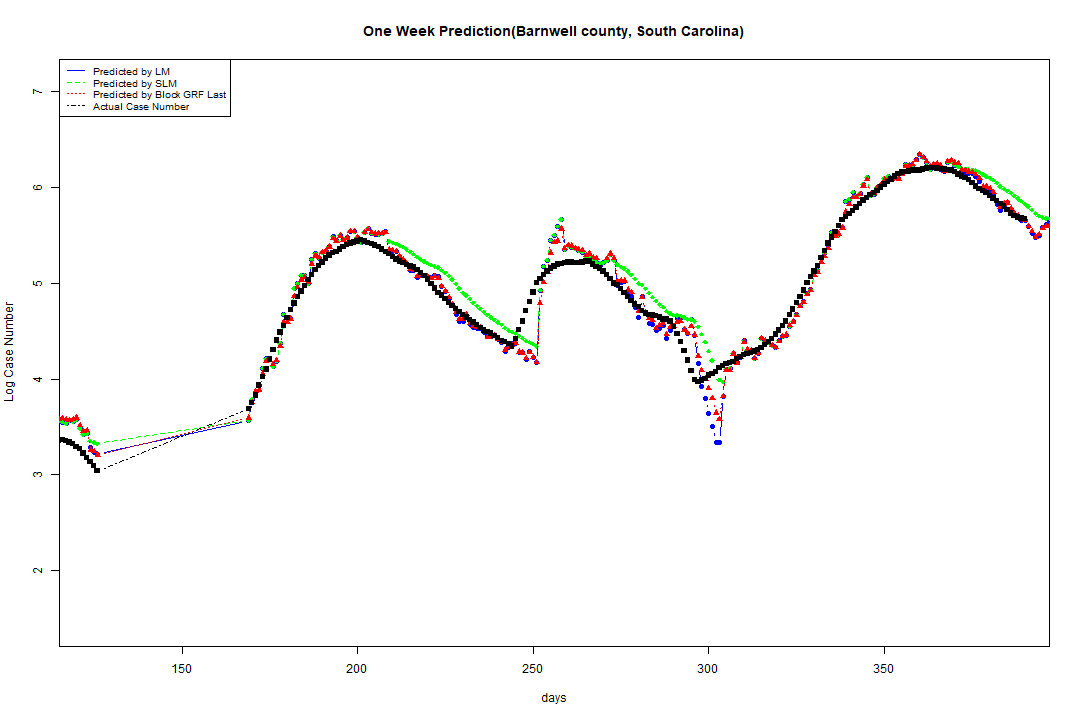 One Week Prediction(Barnwell county, South Carolina)
Predicted by LM
Predicted by SLM
Predicted by Block GRF Last
Actual Case Number
7
6
5
4
3
2
Log Case Number
150 200 250 300 350
days